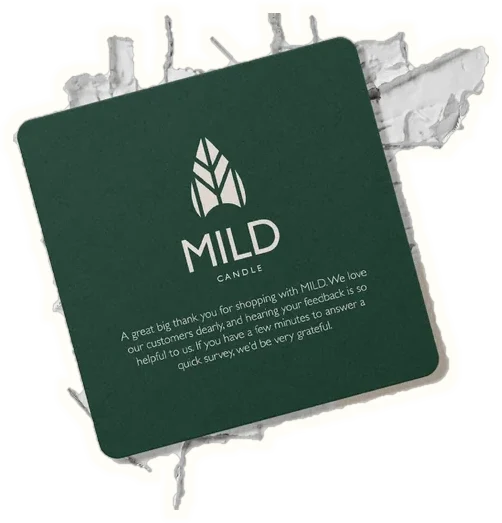 MILD
CANDLE
A great big thank you for shopping with MILD. We love
our customers dearly, and hearing your feedback is so
helpful to us. If you have a few minutes to answer a
quick survey, we'd be very grateful.